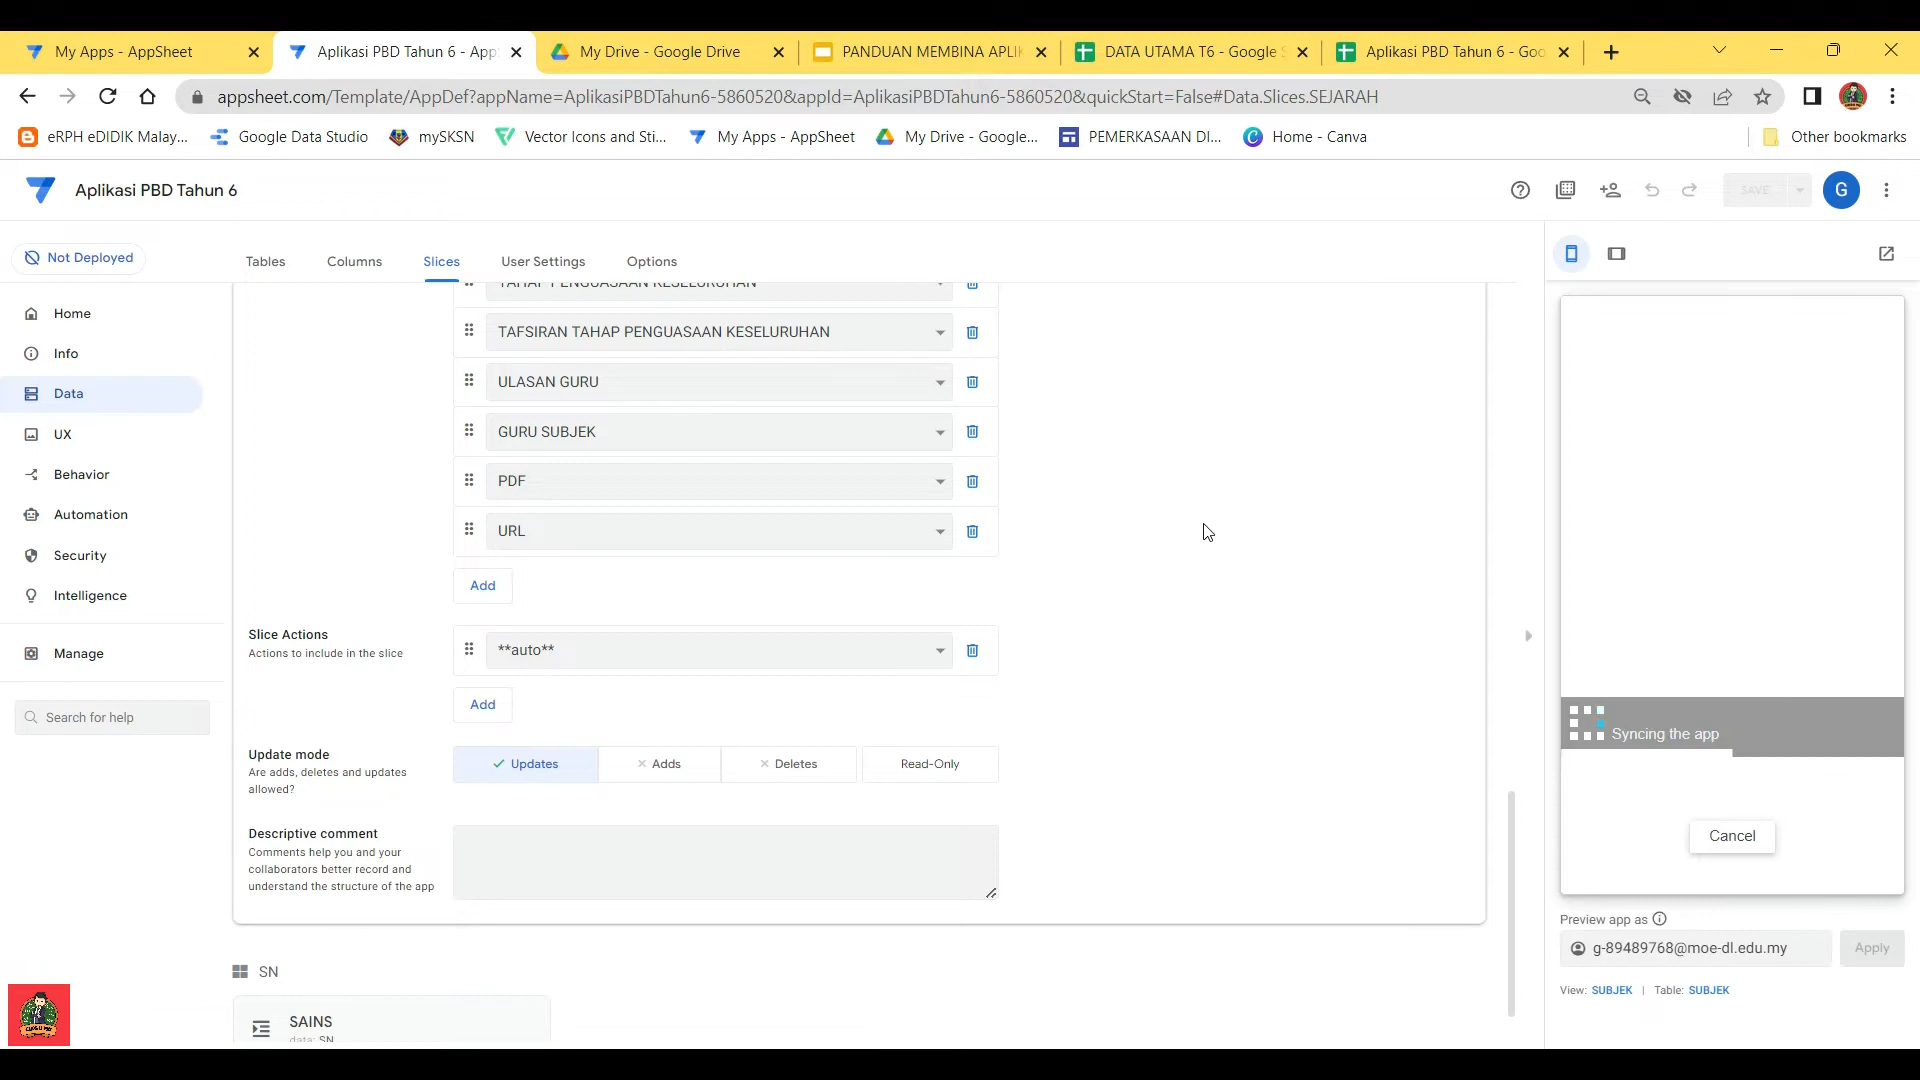 My Apps - AppSheet
Aplikasi PBD Tahun 6 - App
My Drive - Google Drive
PANDUAN MEMBINA APLIK
DATA UTAMA T6 - Google S
Aplikasi PBD Tahun 6 - Goo
appsheet.com/Template/AppDef?appName=AplikasiPBDTahun6-5860520&appId=AplikasiPBDTahun6-5860520&quickStart=False#Data.Slices.SEJARAH
eRPH eDIDIK Malay...
Google Data Studio
mySKSN
Vector Icons and Sti...
My Apps - AppSheet
My Drive - Google...
PEMERKASAAN DI...
Home - Canva
Other bookmarks
Aplikasi PBD Tahun 6
SAVE
G
Not Deployed
Tables
Columns
Slices
User Settings
Options
Home
Info
Data
UX
Behavior
Automation
Security
Intelligence
Manage
Search for help
TAHAP PENGUASAAN KESELURUHAN
TAFSIRAN TAHAP PENGUASAAN KESELURUHAN
ULASAN GURU
GURU SUBJEK
PDF
URL
Add
Slice Actions
Actions to include in the slice
**auto**
Add
Update mode
Are adds, deletes and updates
allowed?
Updates
Adds
Deletes
Read-Only
Descriptive comment
Comments help you and your
collaborators better record and
understand the structure of the app
SN
SAINS
data: SN
Syncing the app
Cancel
Preview app as
g-89489768@moe-dl.edu.my
Apply
View: SUBJEK | Table: SUBJEK